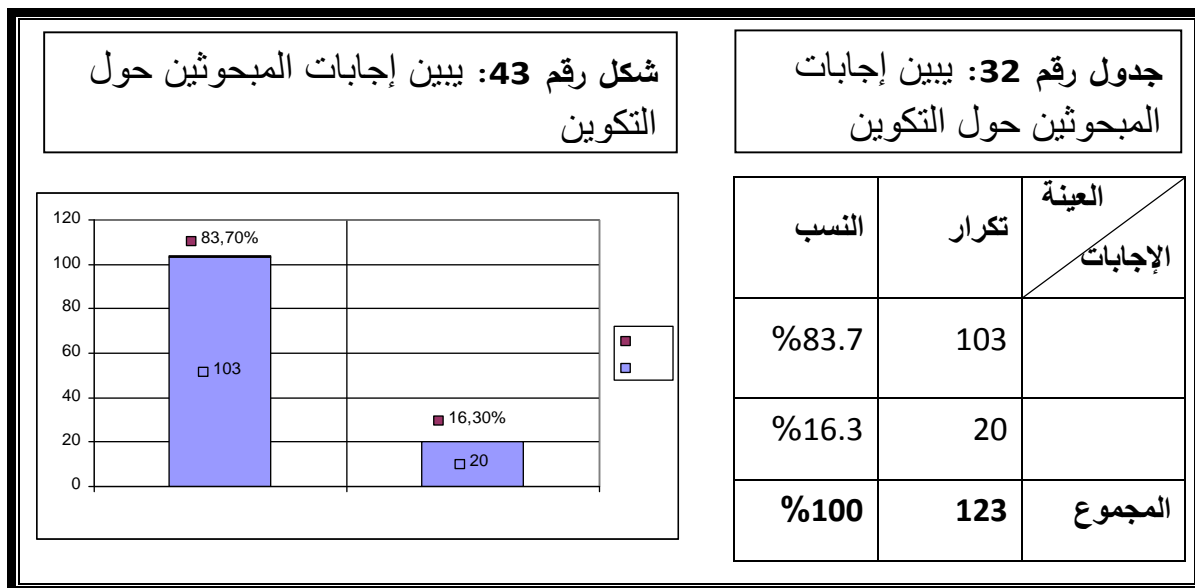 جدول رقم 32: يبين إجابات
المبحوثين حول التكوين
العينة
الإجابات
تكرار
النسب
103
%83.7
20
%16.3
المجموع
123
%100
شكل رقم 43: يبين إجابات المبحوثين حول
التكوين
120
100
80
60
40
20
0
83,70%
103
16,30%
20